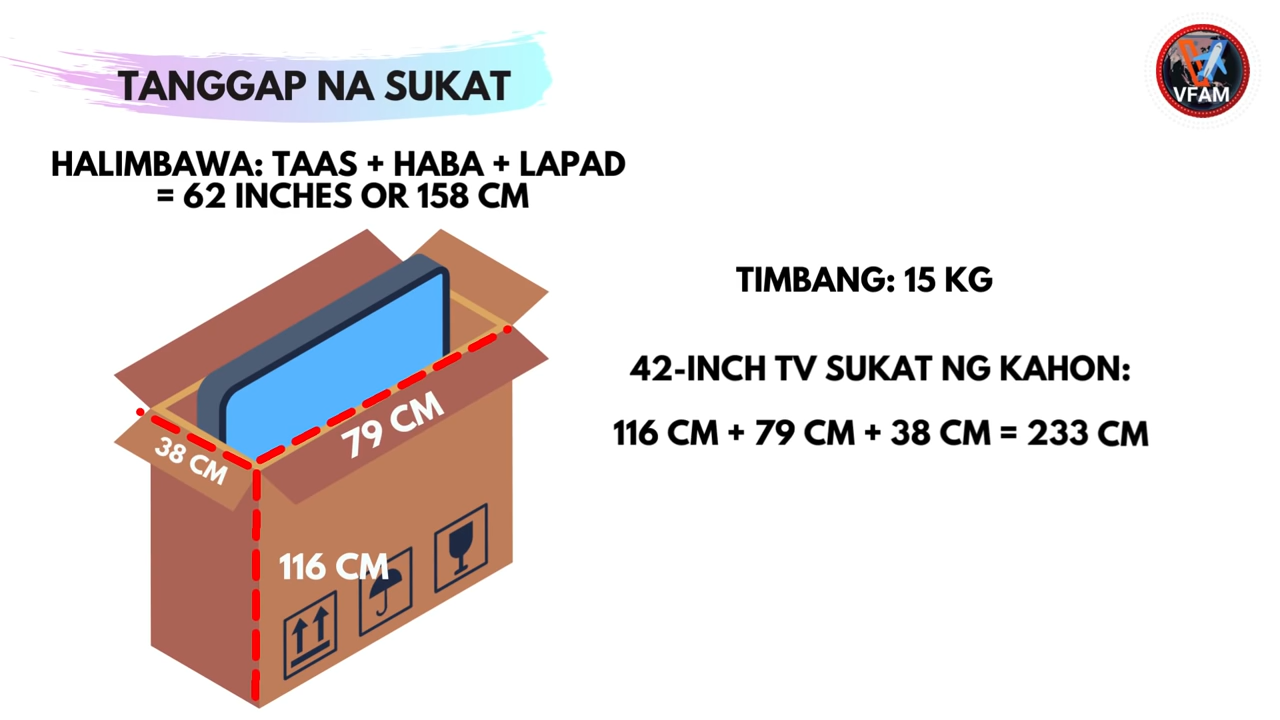 TANGGAP NA SUKAT
VFAM
HALIMBAWA: TAAS + HABA + LAPAD
= 62 INCHES OR 158 CM
TIMBANG: 15 KG
42-INCH TV SUKAT NG KAHON:
116 CM + 79 CM + 38 CM = 233 CM
79 CM
38 CM
116 CM